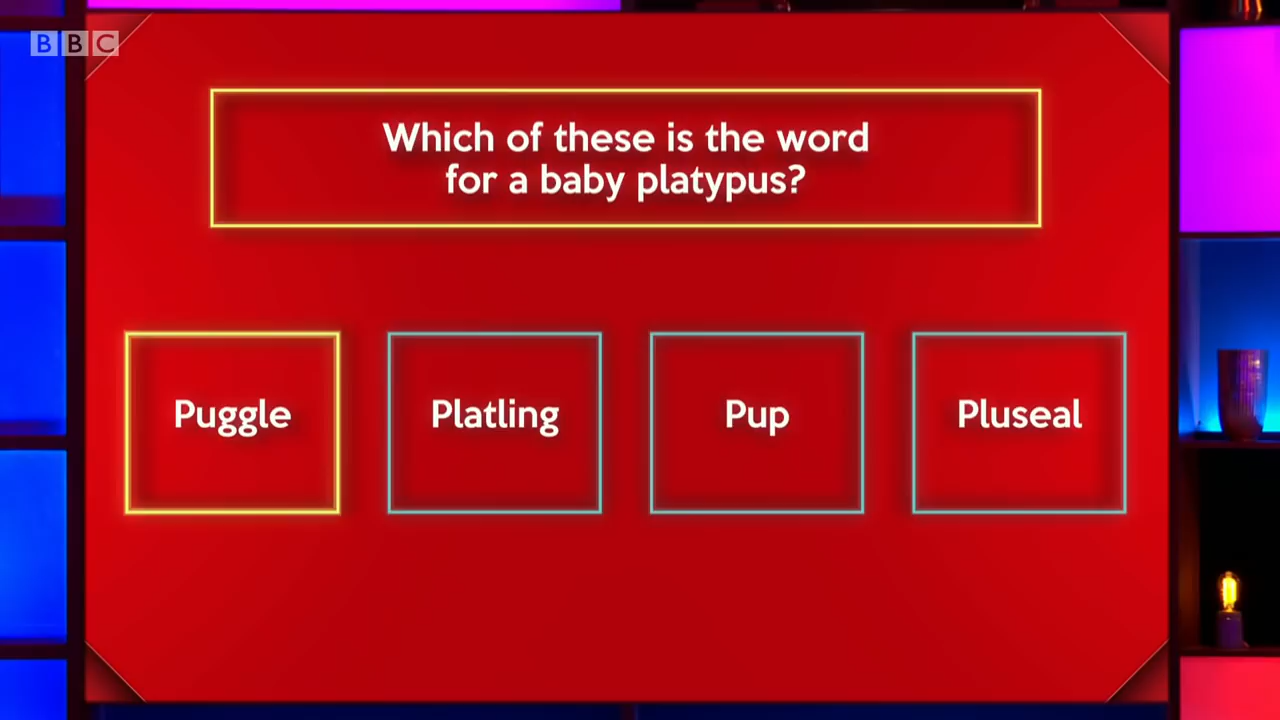 BBC
Which of these is the word
for a baby platypus?
Puggle
Platling
Pup
Pluseal